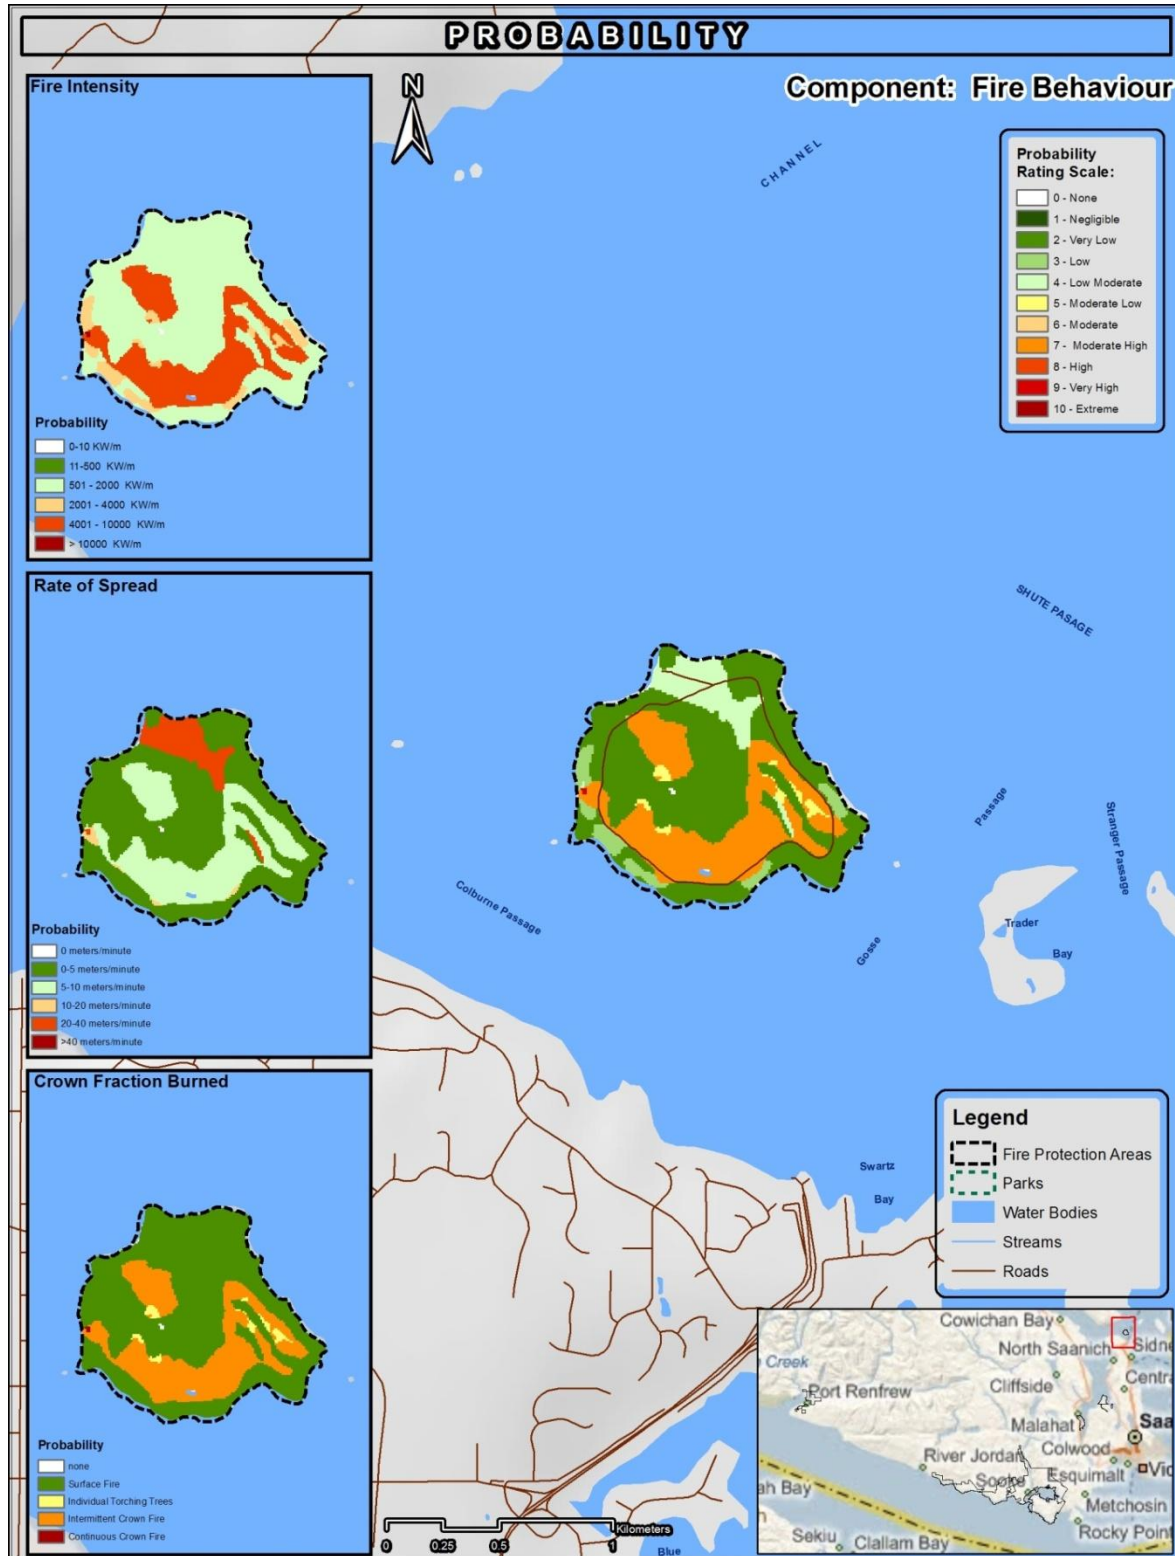 PROBABILITY
Component: Fire Behaviour
Fire Intensity
Probability
0-10 KW/m
11-500 KW/m
501 - 2000 KW/m
2001 - 4000 KW/m
4001 - 10000 KW/m
> 10000 KW/m
Rate of Spread
Probability
0 meters/minute
0-5 meters/minute
5-10 meters/minute
10-20 meters/minute
20-40 meters/minute
>40 meters/minute
Crown Fraction Burned
Probability
none
Surface Fire
Individual Torching Trees
Intermittent Crown Fire
Continuous Crown Fire
N
CHANNEL
SHUTE PASAGE
Passage
Stranger Passage
Colburne Passage
Gosse
Trader
Bay
Swartz
Bay
Blue
0 0.25 0.5 1
Kilometers
Probability
Rating Scale:
0 - None
1 - Negligible
2 - Very Low
3 - Low
4 - Low Moderate
5 - Moderate Low
6 - Moderate
7 - Moderate High
8 - High
9 - Very High
10 - Extreme
Legend
Fire Protection Areas
Parks
Water Bodies
Streams
Roads
Cowichan Bay
North Saanich
Sidne
Creek
Cliffside
Centra
Port Renfrew
Malahat
Saa
River Jordan
Colwood
Sooke
Esquimalt
Vic
ah Bay
Metchosin
Rocky Point
Sekiu
Clallam Bay